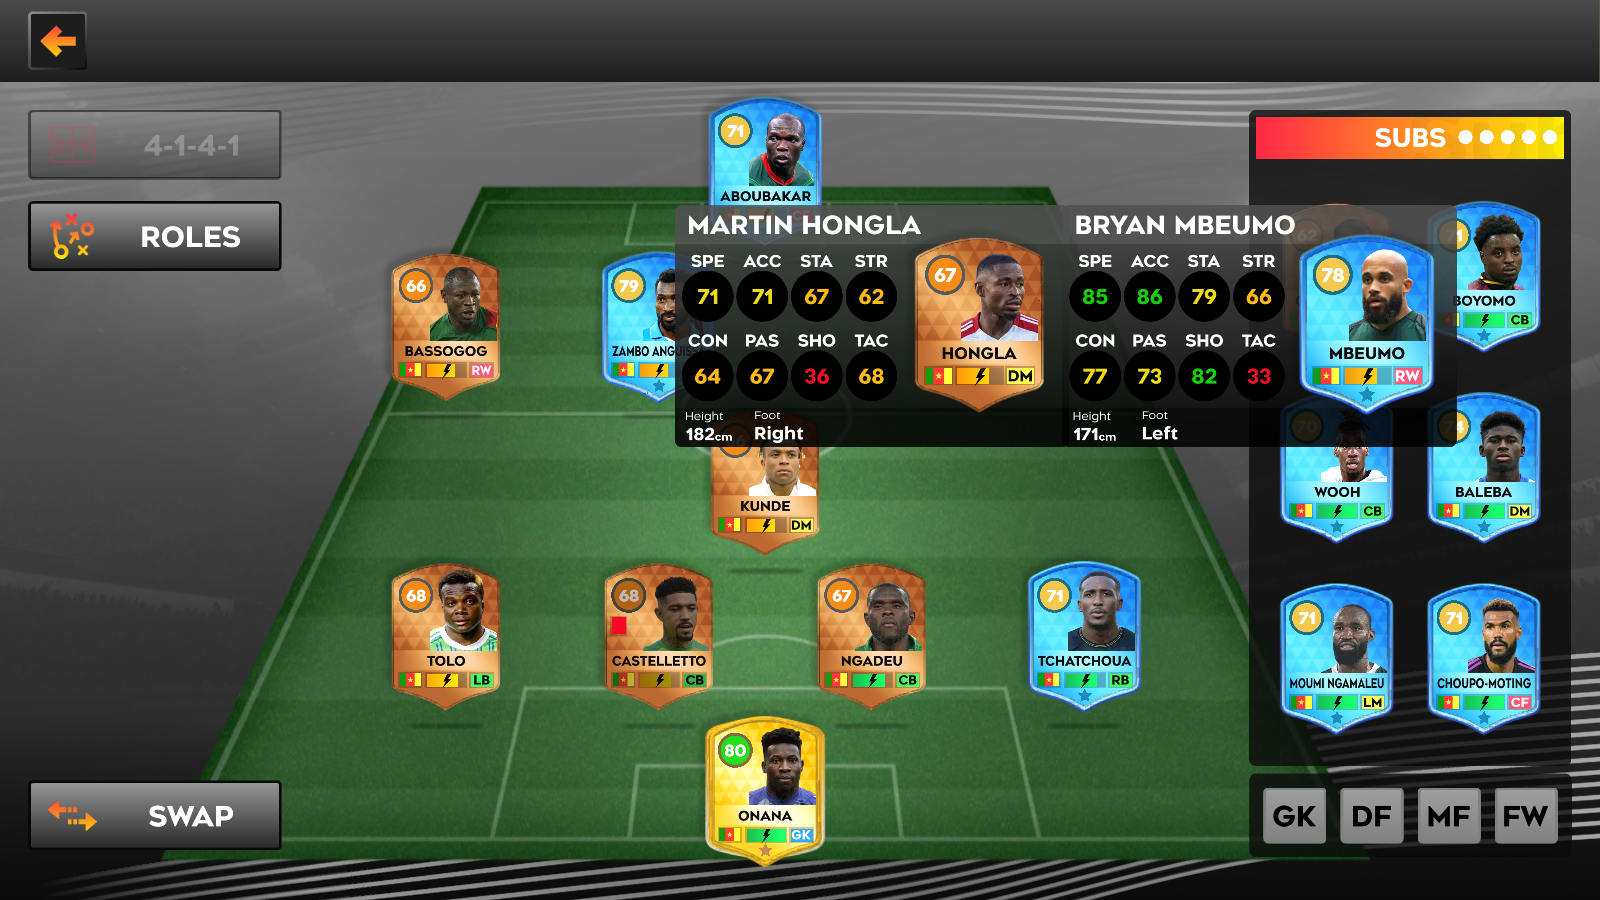 4-1-4-1
ROLES
SWAP
71
ABOUBAKAR
66
BASSOGOG
RW
79
ZAMBO ANGUISSA
MARTIN HONGLA
SPE ACC STA STR
71 71 67 62
CON PAS SHO TAC
64 67 36 68
Height Foot
182cm Right
67
HONGLA
DM
BRYAN MBEUMO
SPE ACC STA STR
85 86 79 66
CON PAS SHO TAC
77 73 82 33
Height Foot
171cm Left
78
MBEUMO
RW
KUNDE
DM
68
TOLO
LB
68
CASTELLETTO
CB
67
NGADEU
CB
71
TCHATCHOUA
RB
80
ONANA
GK
SUBS
62
71
BOYOMO
CB
70
WOOH
CB
74
BALEBA
DM
71
MOUMI NGAMALEU
LM
71
CHOUPO-MOTING
CF
GK DF MF FW